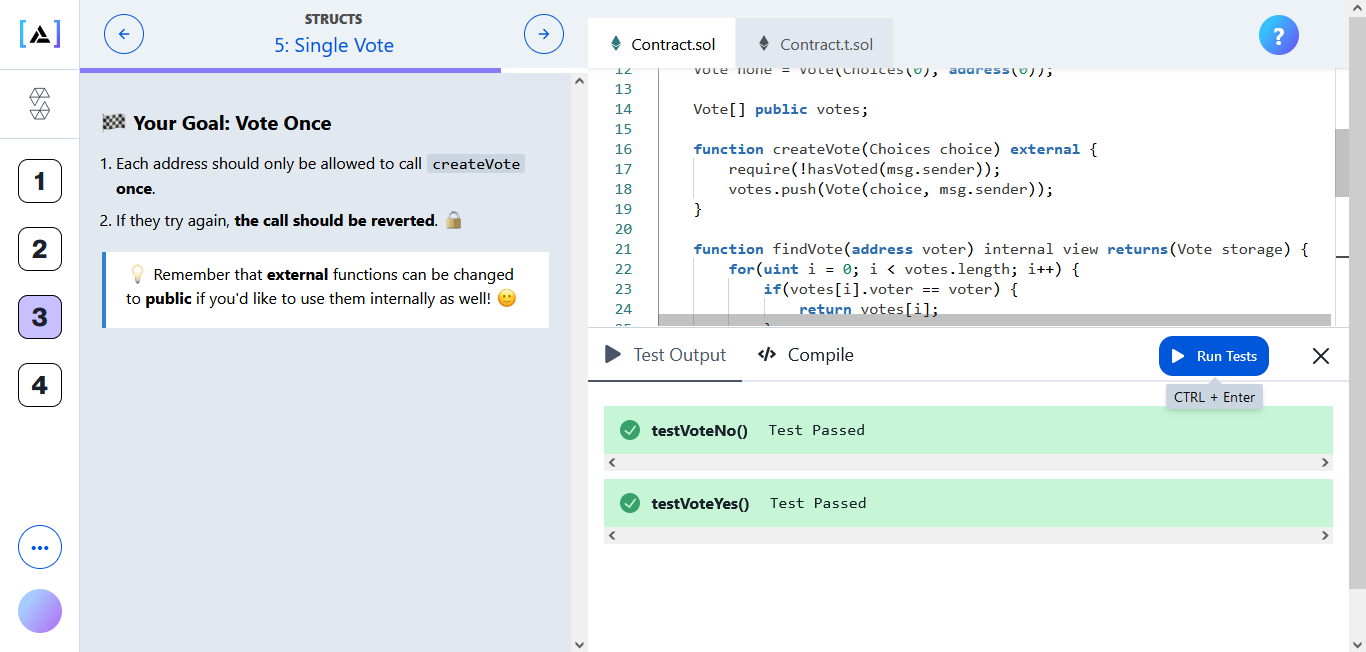 STRUCTS
5: Single Vote
Your Goal: Vote Once
1. Each address should only be allowed to call createVote
once.
2. If they try again, the call should be reverted.
Remember that external functions can be changed
to public if you'd like to use them internally as well!
1
2
3
4
Contract.sol
Contract.t.sol
?
12 Vote none = Vote(Choices(0), address(0));
13
14 Vote[] public votes;
15
16 function createVote(Choices choice) external {
17 require(!hasVoted(msg.sender));
18 votes.push(Vote(choice, msg.sender));
19 }
20
21 function findVote(address voter) internal view returns(Vote storage) {
22 for(uint i = 0; i < votes.length; i++) {
23 if(votes[i].voter == voter) {
24 return votes[i];
25 }
Test Output
Compile
Run Tests
CTRL + Enter
testVoteNo() Test Passed
testVoteYes() Test Passed